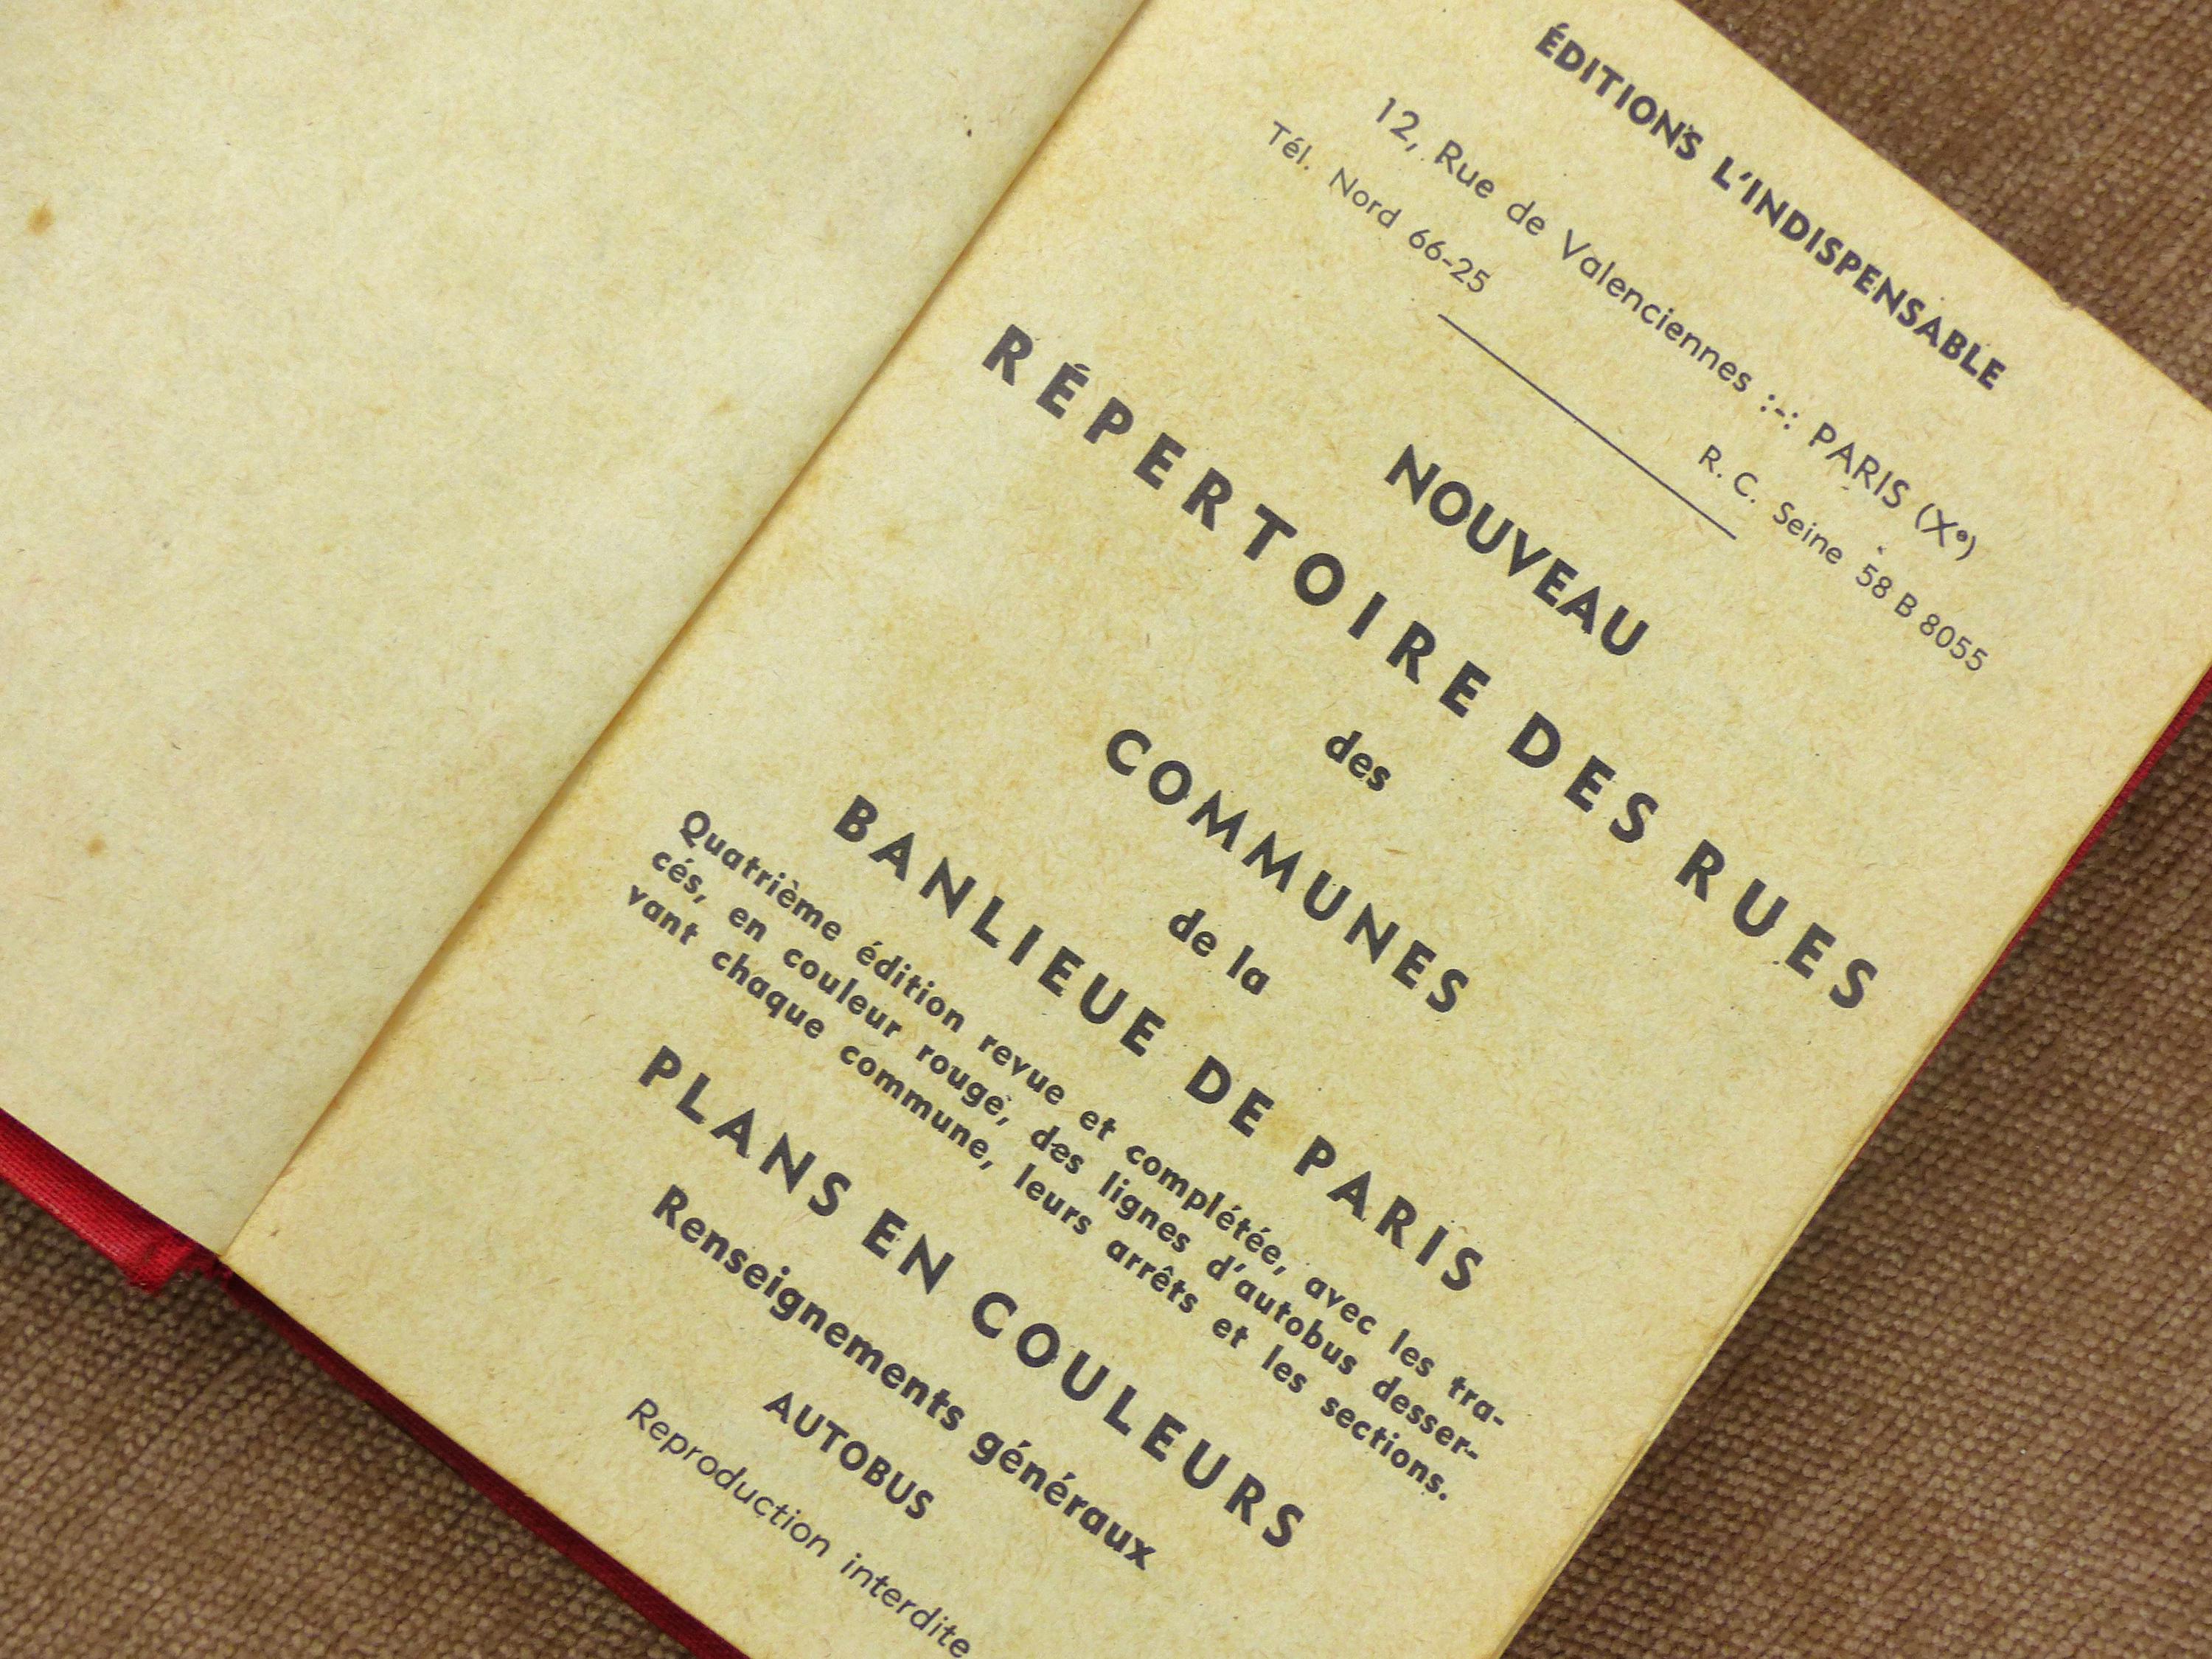 ÉDITIONS L'INDISPENSABLE
12, Rue de Valenciennes :-: PARIS (Xᵉ)
Tél. Nord 66-25 R. C. Seine 58 B 8055
NOUVEAU
RÉPERTOIRE DES RUES
des
COMMUNES
de la
BANLIEUE DE PARIS
Quatrième édition revue et complétée, avec les tra-
cés, en couleur rouge, des lignes d'autobus desser-
vant chaque commune, leurs arrêts et les sections.
PLANS EN COULEURS
Renseignements généraux
AUTOBUS
Reproduction interdite